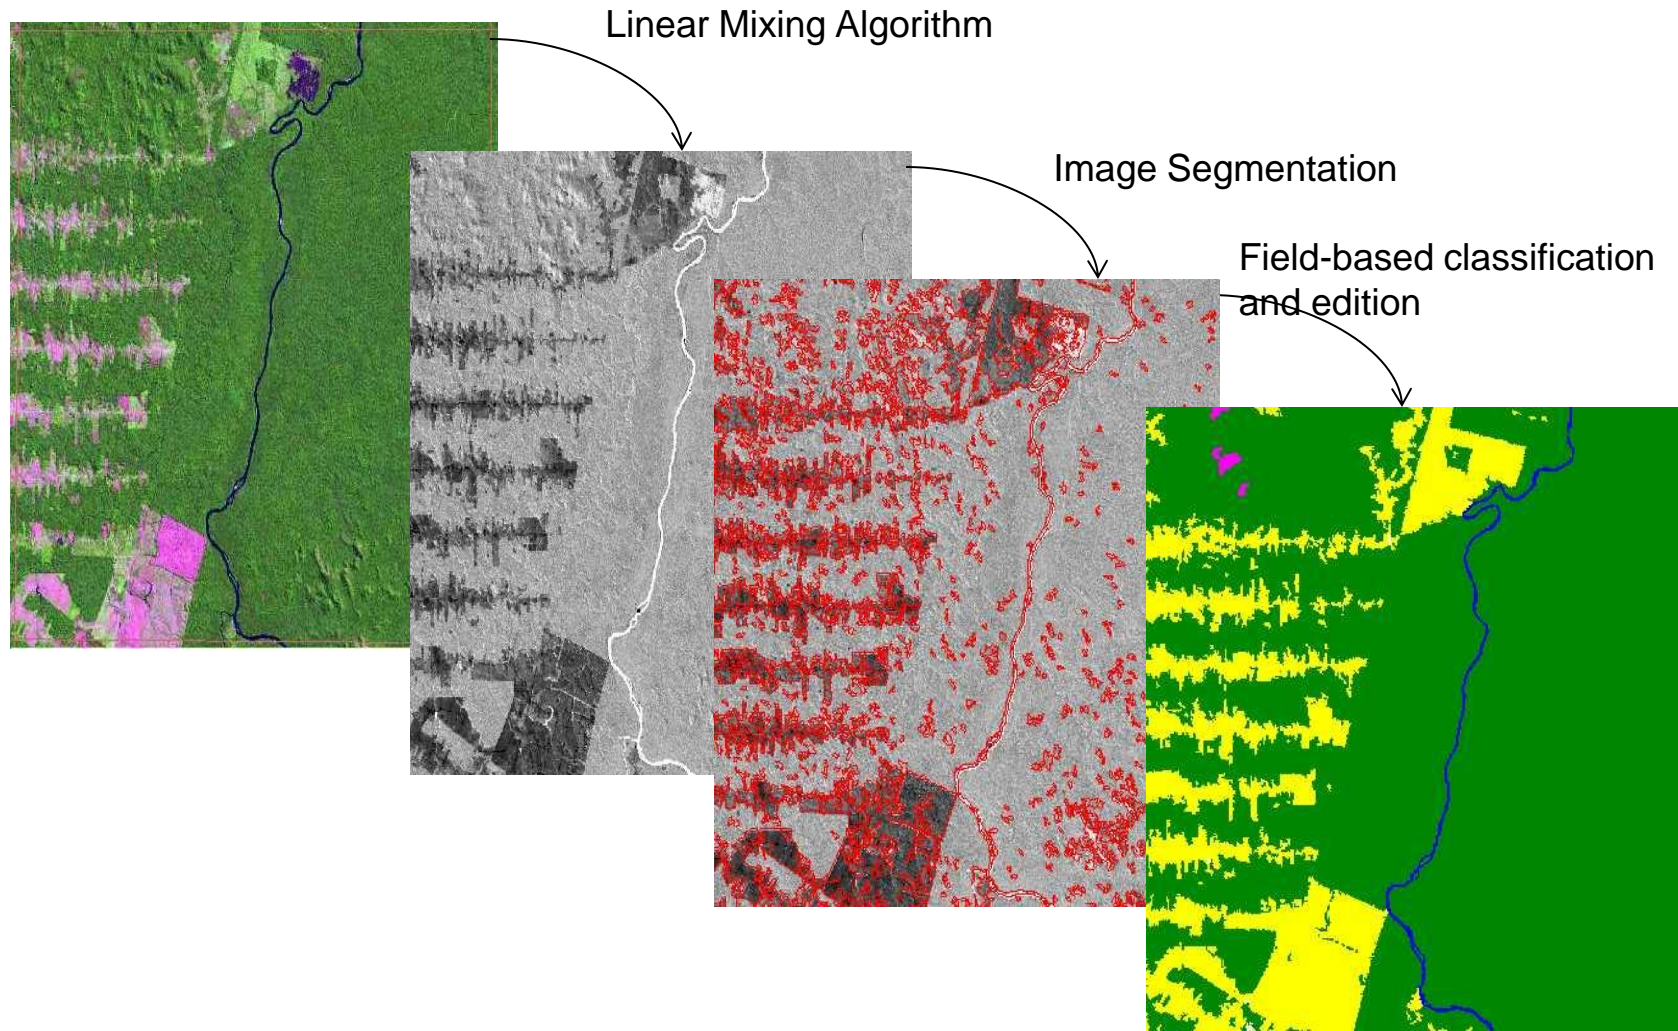 Linear Mixing Algorithm
Image Segmentation
Field-based classification
and edition